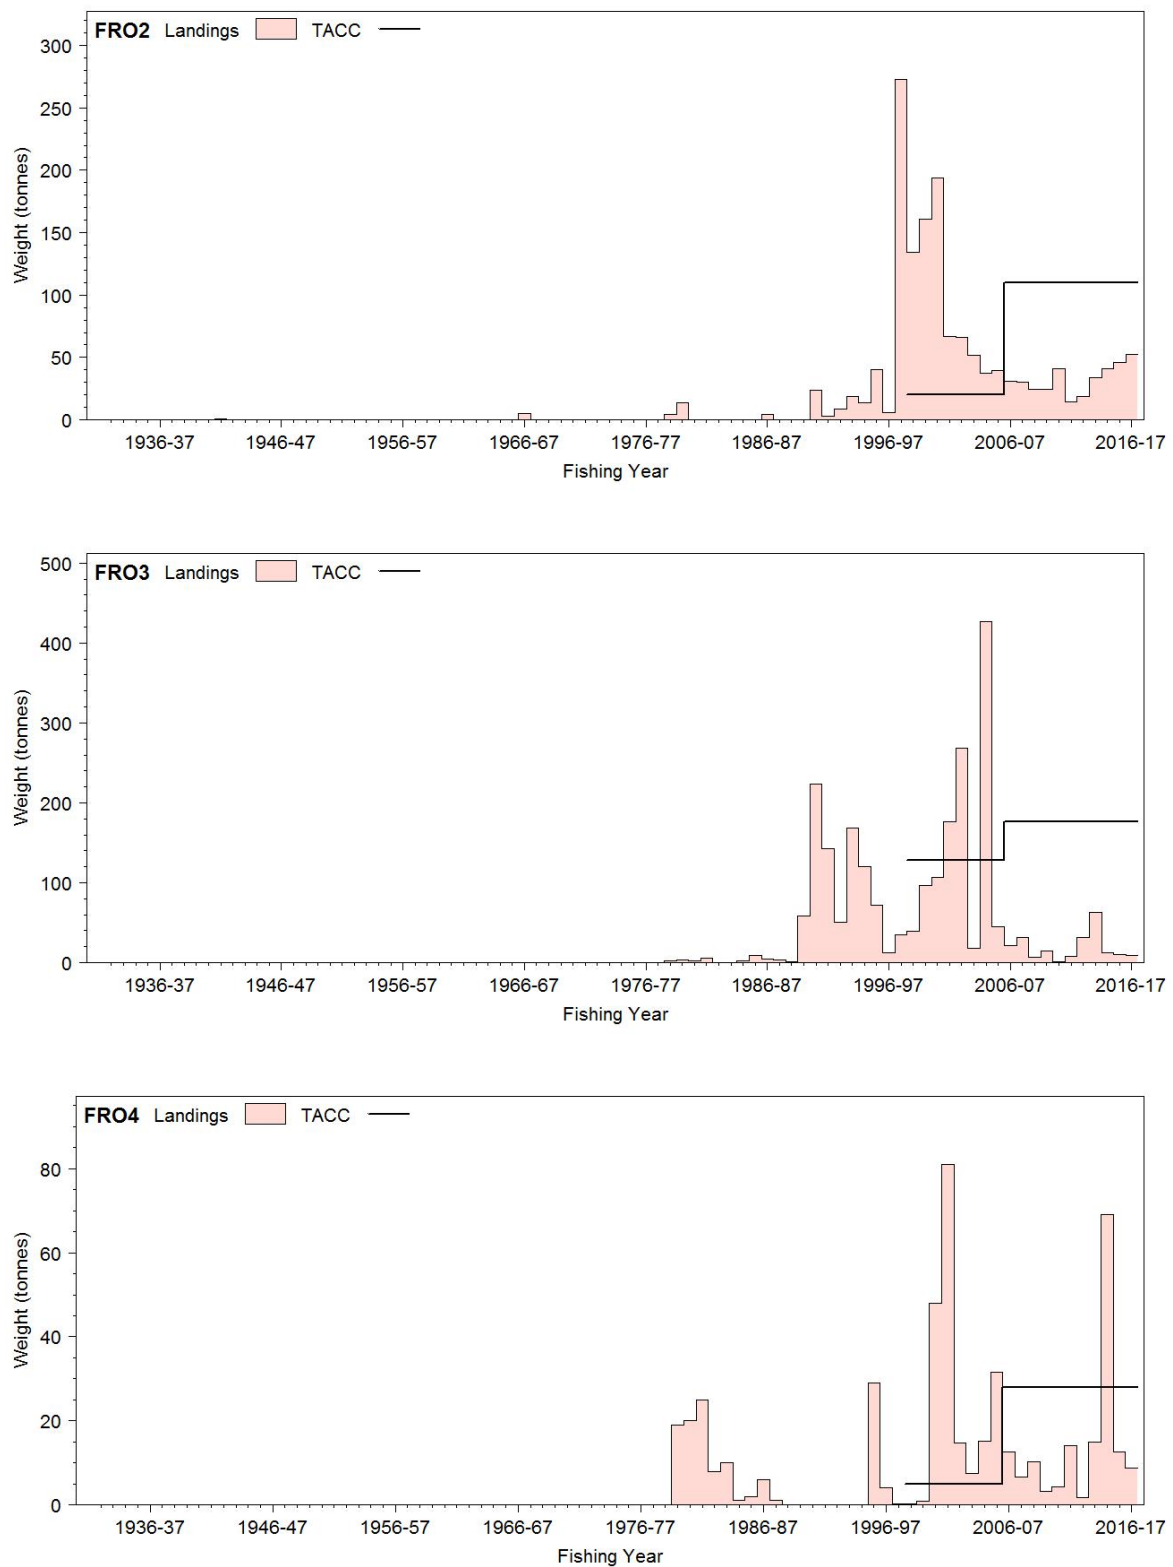 FRO2 Landings TACC
300
250
200
150
100
50
0
Weight (tonnes)
1936-37 1946-47 1956-57 1966-67 1976-77 1986-87 1996-97 2006-07 2016-17
Fishing Year
FRO3 Landings TACC
500
400
300
200
100
0
Weight (tonnes)
1936-37 1946-47 1956-57 1966-67 1976-77 1986-87 1996-97 2006-07 2016-17
Fishing Year
FRO4 Landings TACC
80
60
40
20
0
Weight (tonnes)
1936-37 1946-47 1956-57 1966-67 1976-77 1986-87 1996-97 2006-07 2016-17
Fishing Year